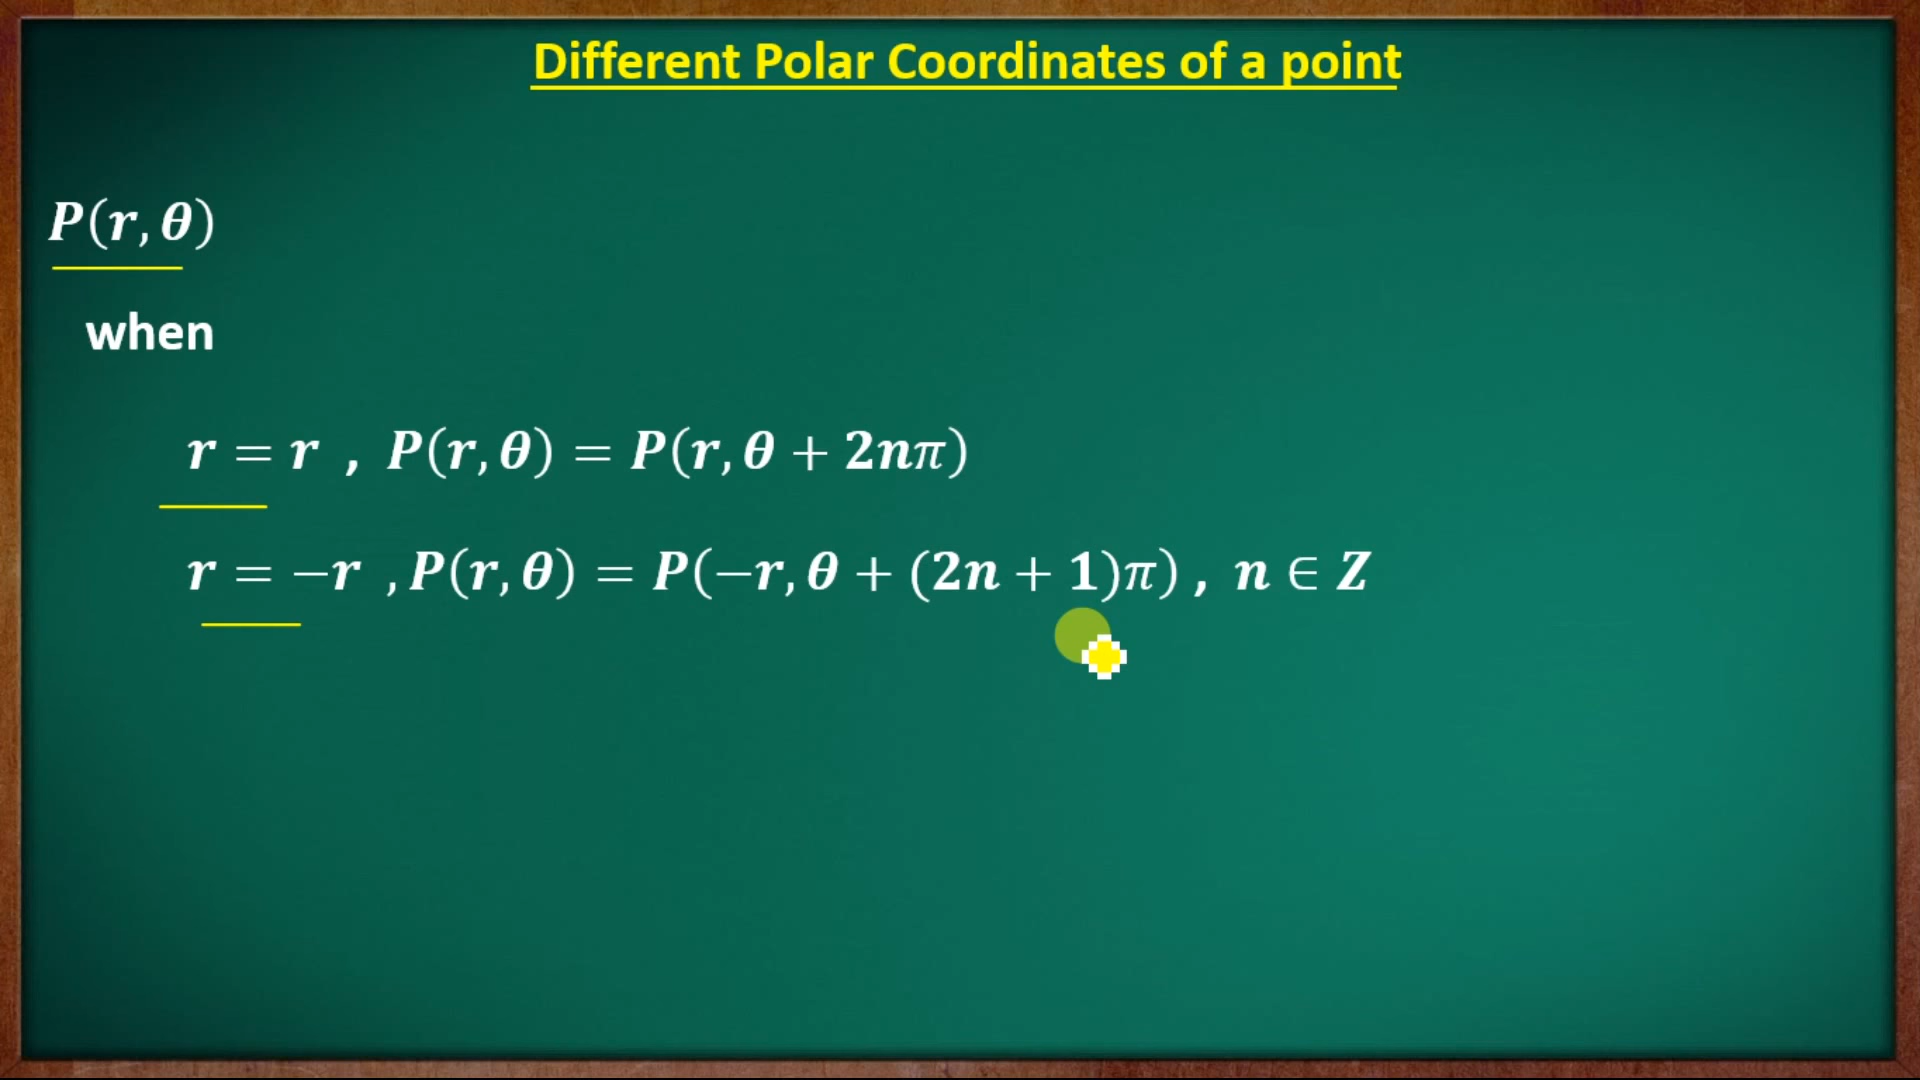 Different Polar Coordinates of a point
P(r, θ)
when
r = r , P(r, θ) = P(r, θ + 2nπ)
r = −r , P(r, θ) = P(−r, θ + (2n + 1)π) , n ∈ Z